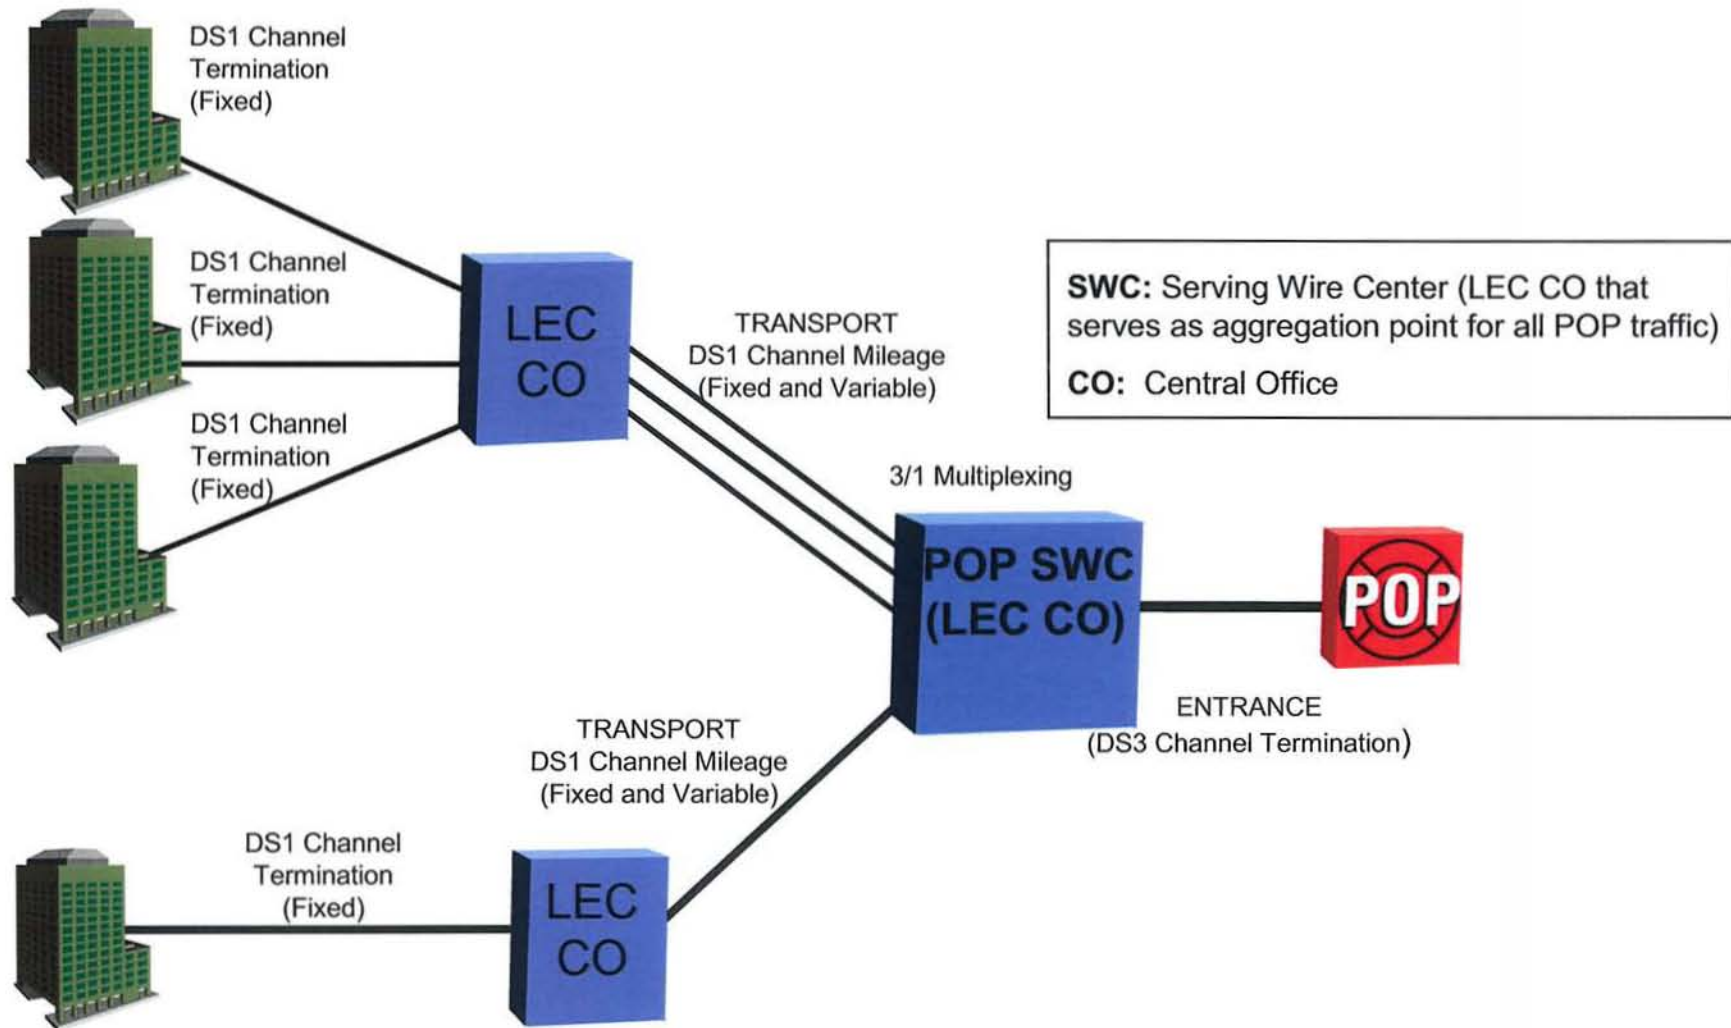 DS1 Channel
Termination
(Fixed)
DS1 Channel
Termination
(Fixed)
DS1 Channel
Termination
(Fixed)
LEC
CO
TRANSPORT
DS1 Channel Mileage
(Fixed and Variable)
SWC: Serving Wire Center (LEC CO that
serves as aggregation point for all POP traffic)
CO: Central Office
3/1 Multiplexing
POP SWC
(LEC CO)
POP
ENTRANCE
(DS3 Channel Termination)
TRANSPORT
DS1 Channel Mileage
(Fixed and Variable)
DS1 Channel
Termination
(Fixed)
LEC
CO